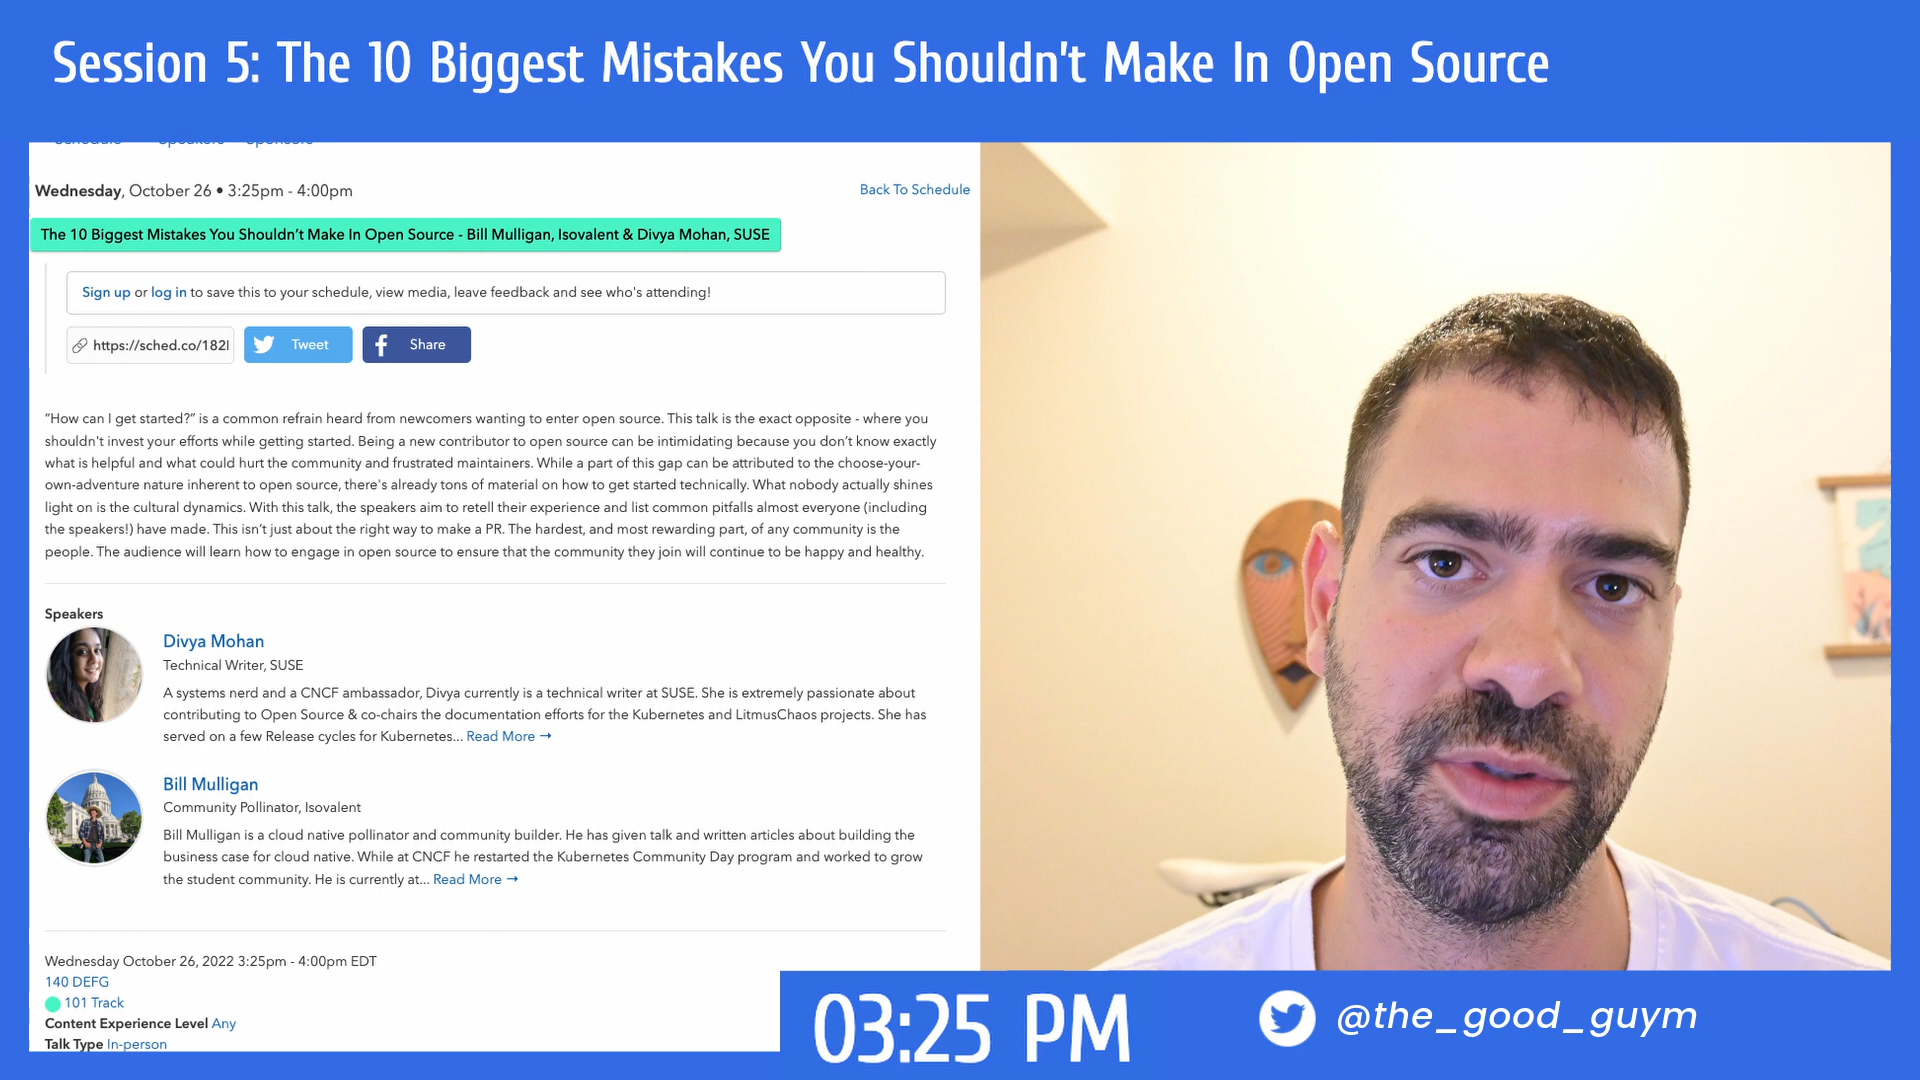 Session 5: The 10 Biggest Mistakes You Shouldn't Make In Open Source
Schedule Speakers Sponsors
Wednesday, October 26 • 3:25pm - 4:00pm
Back To Schedule
The 10 Biggest Mistakes You Shouldn't Make In Open Source - Bill Mulligan, Isovalent & Divya Mohan, SUSE
Sign up or log in to save this to your schedule, view media, leave feedback and see who's attending!
https://sched.co/182
Tweet
Share
“How can I get started?” is a common refrain heard from newcomers wanting to enter open source. This talk is the exact opposite - where you
shouldn't invest your efforts while getting started. Being a new contributor to open source can be intimidating because you don’t know exactly
what is helpful and what could hurt the community and frustrated maintainers. While a part of this gap can be attributed to the choose-your-
own-adventure nature inherent to open source, there's already tons of material on how to get started technically. What nobody actually shines
light on is the cultural dynamics. With this talk, the speakers aim to retell their experience and list common pitfalls almost everyone (including
the speakers!) have made. This isn’t just about the right way to make a PR. The hardest, and most rewarding part, of any community is the
people. The audience will learn how to engage in open source to ensure that the community they join will continue to be happy and healthy.
Speakers
Divya Mohan
Technical Writer, SUSE
A systems nerd and a CNCF ambassador, Divya currently is a technical writer at SUSE. She is extremely passionate about
contributing to Open Source & co-chairs the documentation efforts for the Kubernetes and LitmusChaos projects. She has
served on a few Release cycles for Kubernetes... Read More →
Bill Mulligan
Community Pollinator, Isovalent
Bill Mulligan is a cloud native pollinator and community builder. He has given talk and written articles about building the
business case for cloud native. While at CNCF he restarted the Kubernetes Community Day program and worked to grow
the student community. He is currently at... Read More →
Wednesday October 26, 2022 3:25pm - 4:00pm EDT
140 DEFG
101 Track
Content Experience Level Any
Talk Type In-person
03:25 PM
@the_good_guym